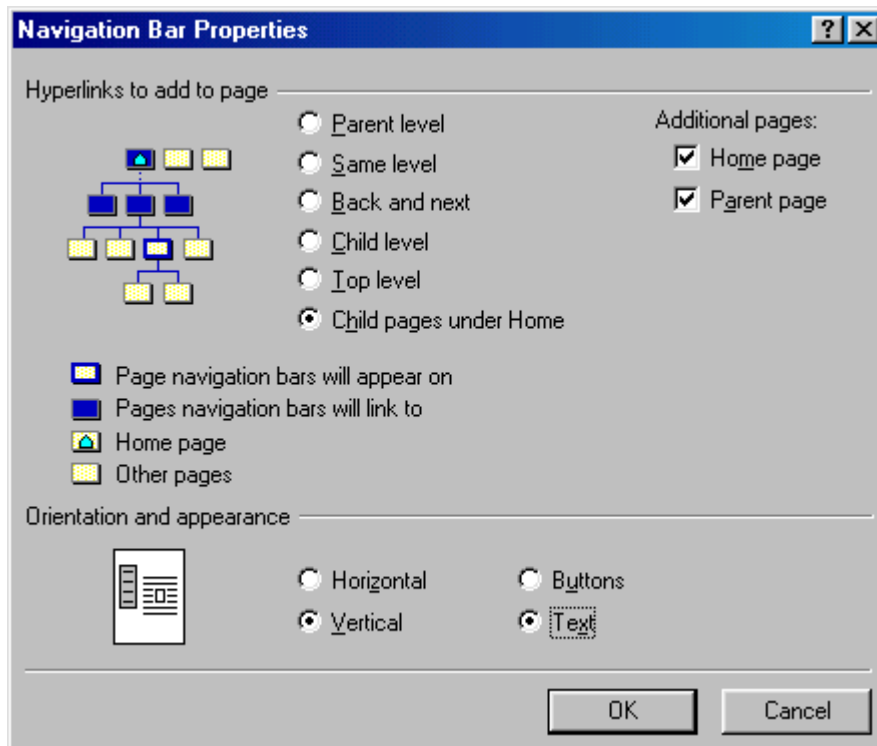 Navigation Bar Properties
Hyperlinks to add to page
Parent level
Same level
Back and next
Child level
Top level
Child pages under Home
Additional pages:
Home page
Parent page
Page navigation bars will appear on
Pages navigation bars will link to
Home page
Other pages
Orientation and appearance
Horizontal
Vertical
Buttons
Text
OK
Cancel